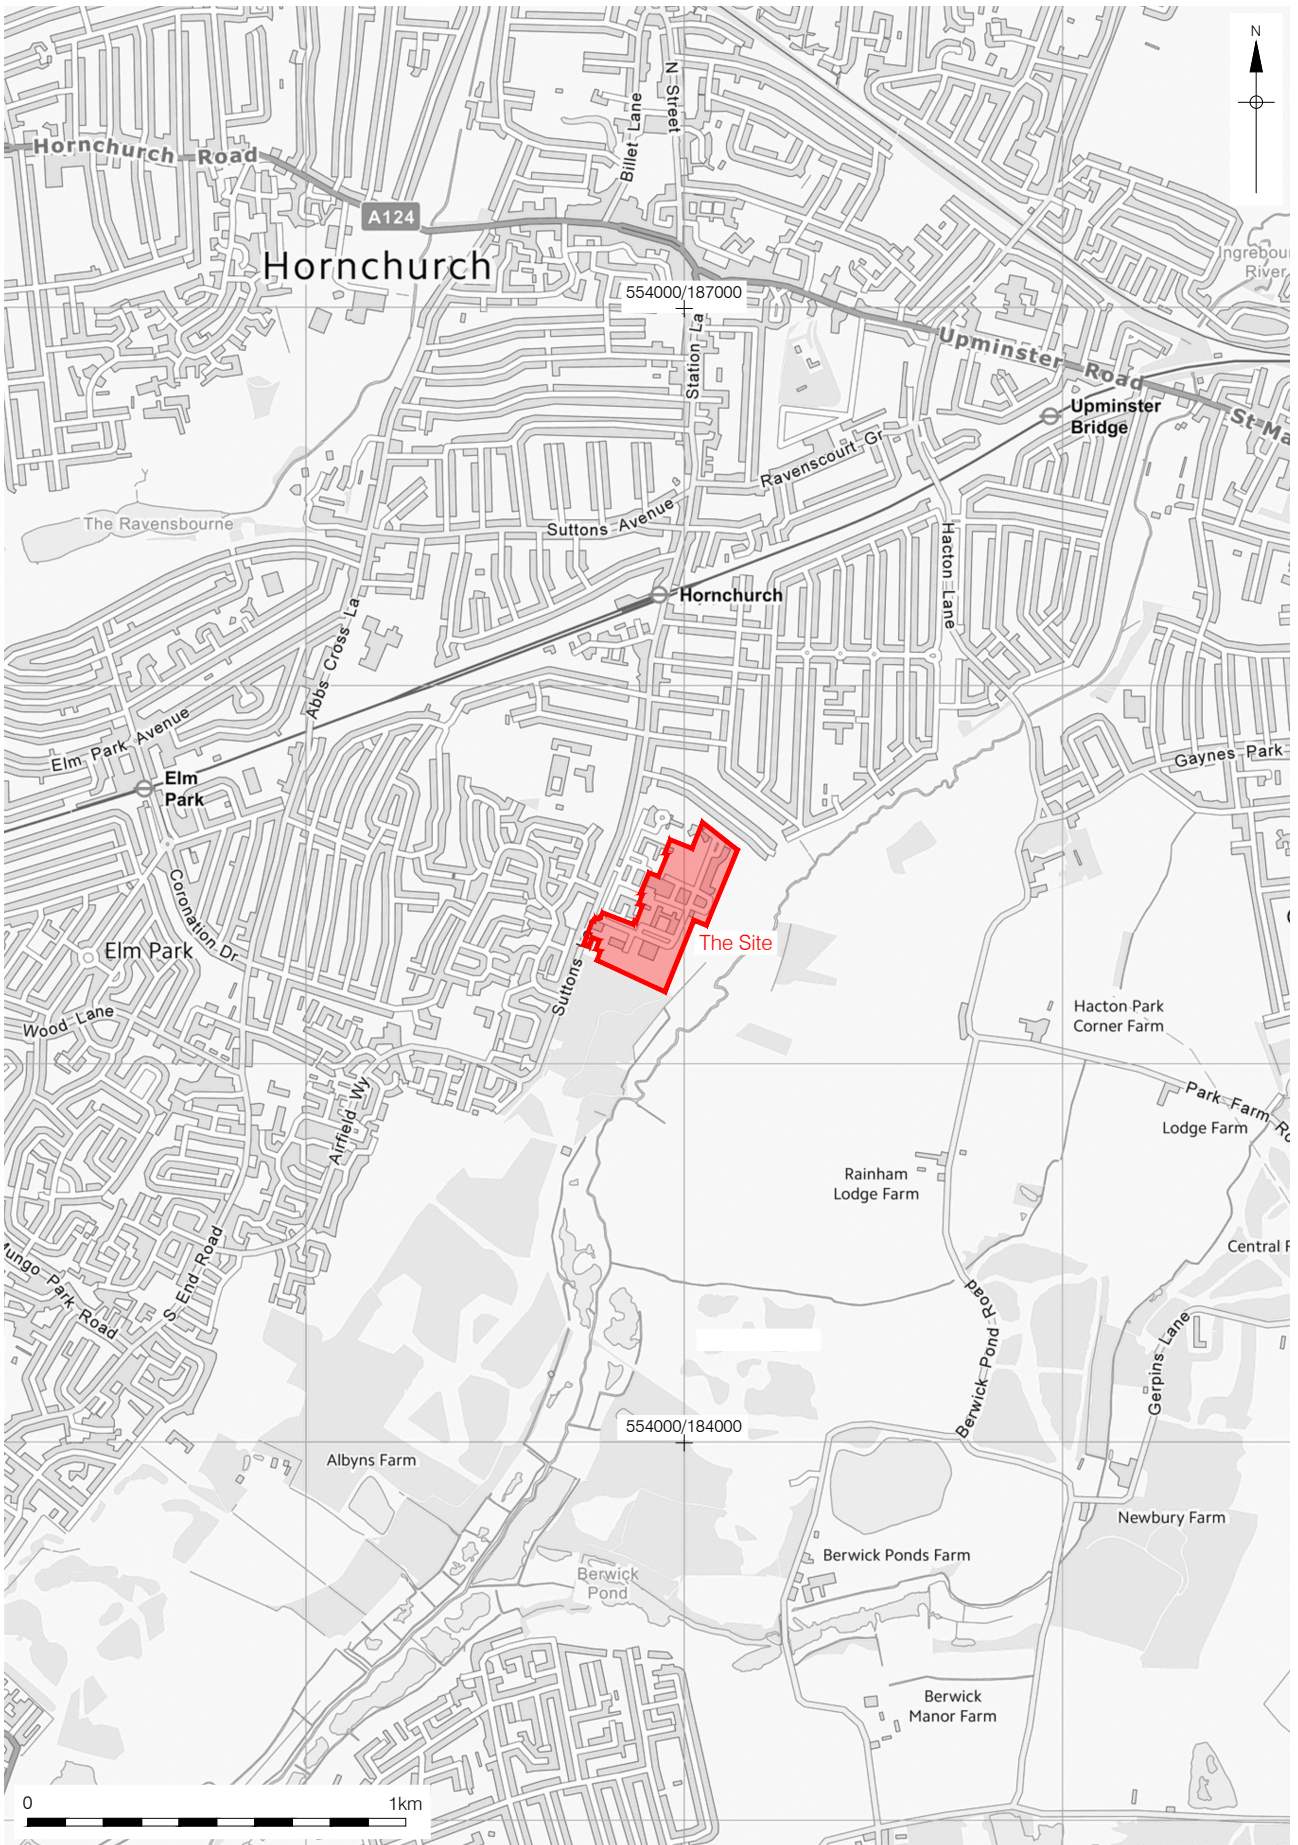 N
N Street
Billet Lane
Hornchurch Road
A124
Hornchurch
Ingrebou
River
554000/187000
Station La
Upminster Road
Upminster
Bridge
St Ma
Ravenscourt Gr
The Ravensbourne
Suttons Avenue
Hacton Lane
Hornchurch
Abbs Cross La
Elm Park Avenue
Gaynes Park
Elm
Park
Coronation Dr
The Site
Elm Park
Suttons
Wood Lane
Hacton Park
Corner Farm
Airfield Wy
Park Farm Ro
Lodge Farm
Rainham
Lodge Farm
Central F
Mungo Park Road
S End Road
Berwick Pond Road
Gerpins Lane
554000/184000
Albyns Farm
Newbury Farm
Berwick Ponds Farm
Berwick
Pond
Berwick
Manor Farm
0 1km